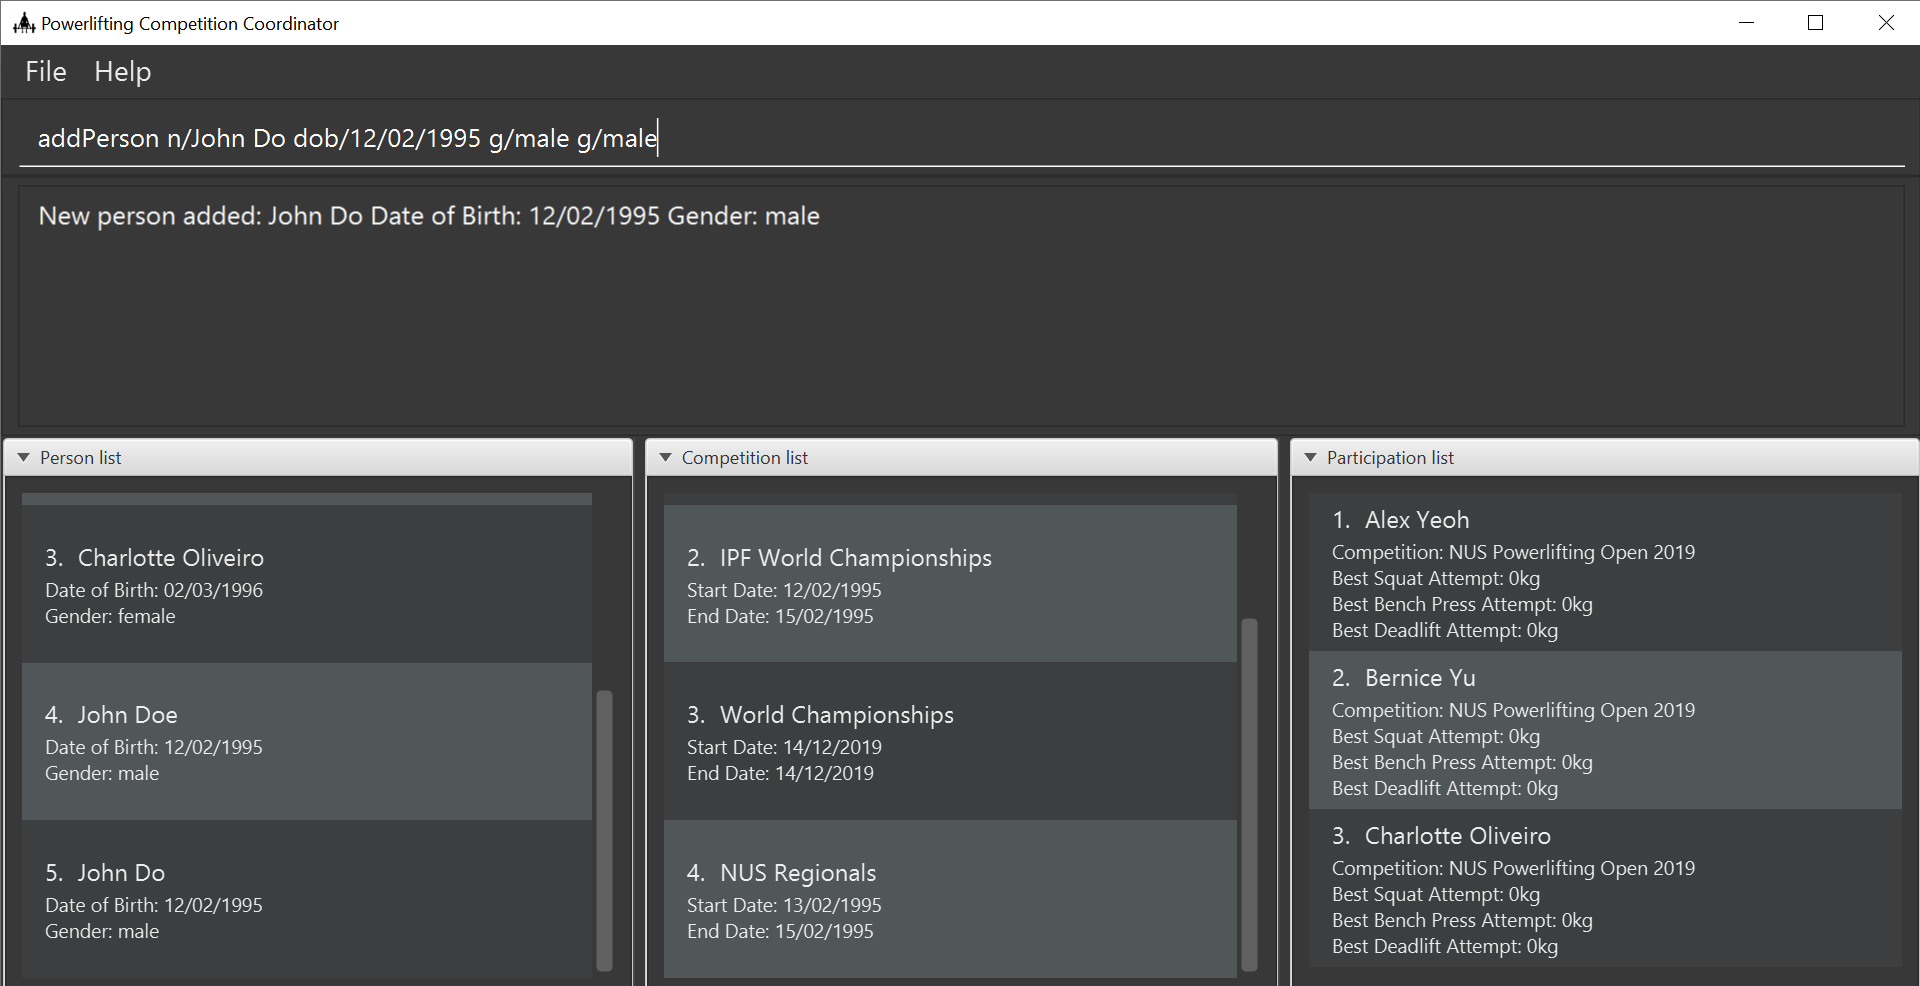 Powerlifting Competition Coordinator
File Help
addPerson n/John Do dob/12/02/1995 g/male g/male
New person added: John Do Date of Birth: 12/02/1995 Gender: male
Person list
3. Charlotte Oliveiro
Date of Birth: 02/03/1996
Gender: female
4. John Doe
Date of Birth: 12/02/1995
Gender: male
5. John Do
Date of Birth: 12/02/1995
Gender: male
Competition list
2. IPF World Championships
Start Date: 12/02/1995
End Date: 15/02/1995
3. World Championships
Start Date: 14/12/2019
End Date: 14/12/2019
4. NUS Regionals
Start Date: 13/02/1995
End Date: 15/02/1995
Participation list
1. Alex Yeoh
Competition: NUS Powerlifting Open 2019
Best Squat Attempt: 0kg
Best Bench Press Attempt: 0kg
Best Deadlift Attempt: 0kg
2. Bernice Yu
Competition: NUS Powerlifting Open 2019
Best Squat Attempt: 0kg
Best Bench Press Attempt: 0kg
Best Deadlift Attempt: 0kg
3. Charlotte Oliveiro
Competition: NUS Powerlifting Open 2019
Best Squat Attempt: 0kg
Best Bench Press Attempt: 0kg
Best Deadlift Attempt: 0kg